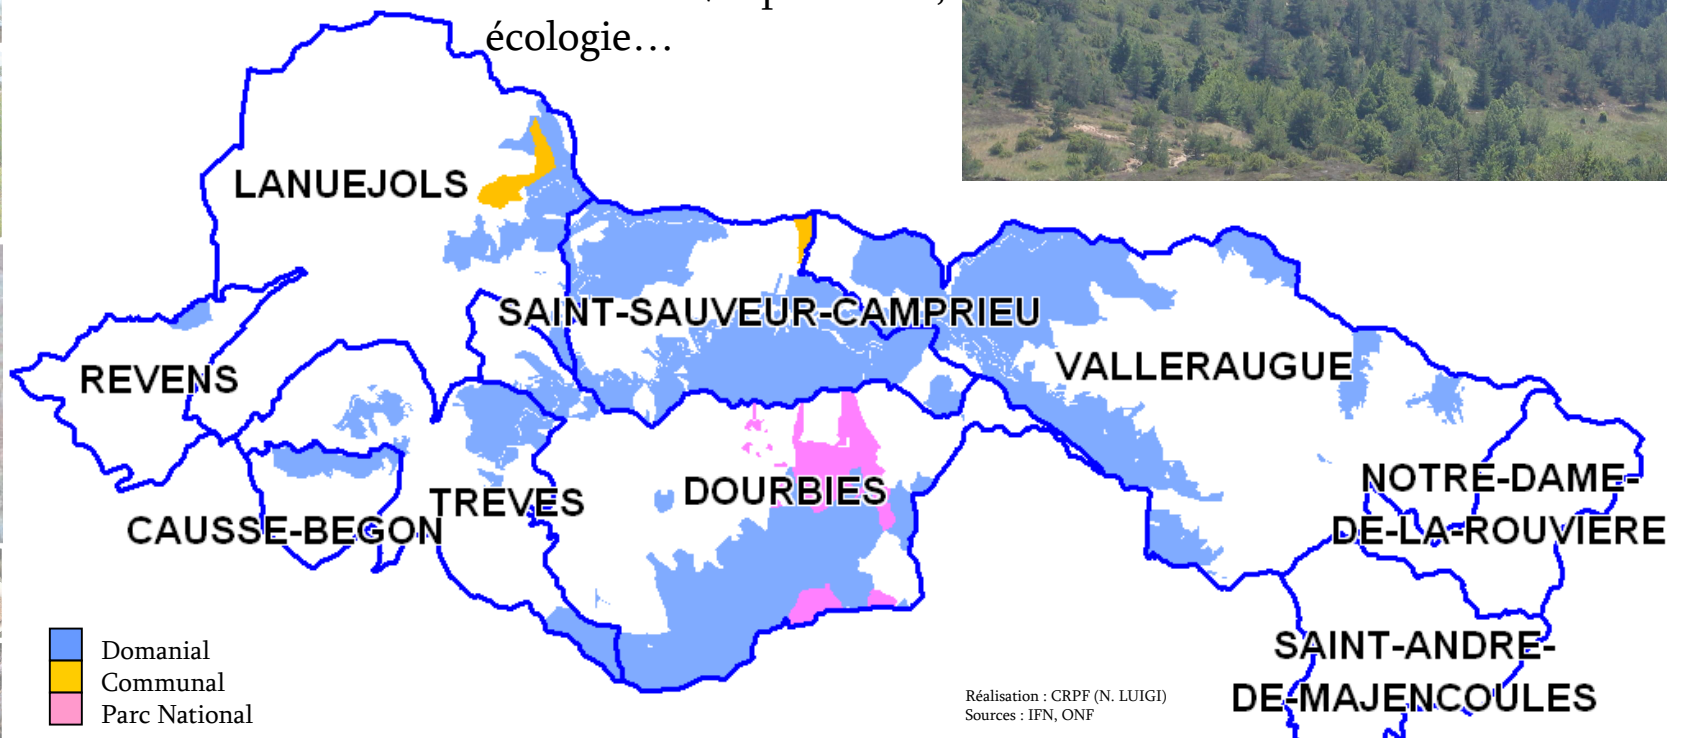 écologie…
LANUEJOLS
SAINT-SAUVEUR-CAMPRIEU
VALLERAUGUE
REVENS
NOTRE-DAME-
DE-LA-ROUVIERE
DOURBIES
TREVES
CAUSSE-BEGON
SAINT-ANDRE-
DE-MAJENCOULES
Domanial
Communal
Parc National
Réalisation : CRPF (N. LUIGI)
Sources : IFN, ONF